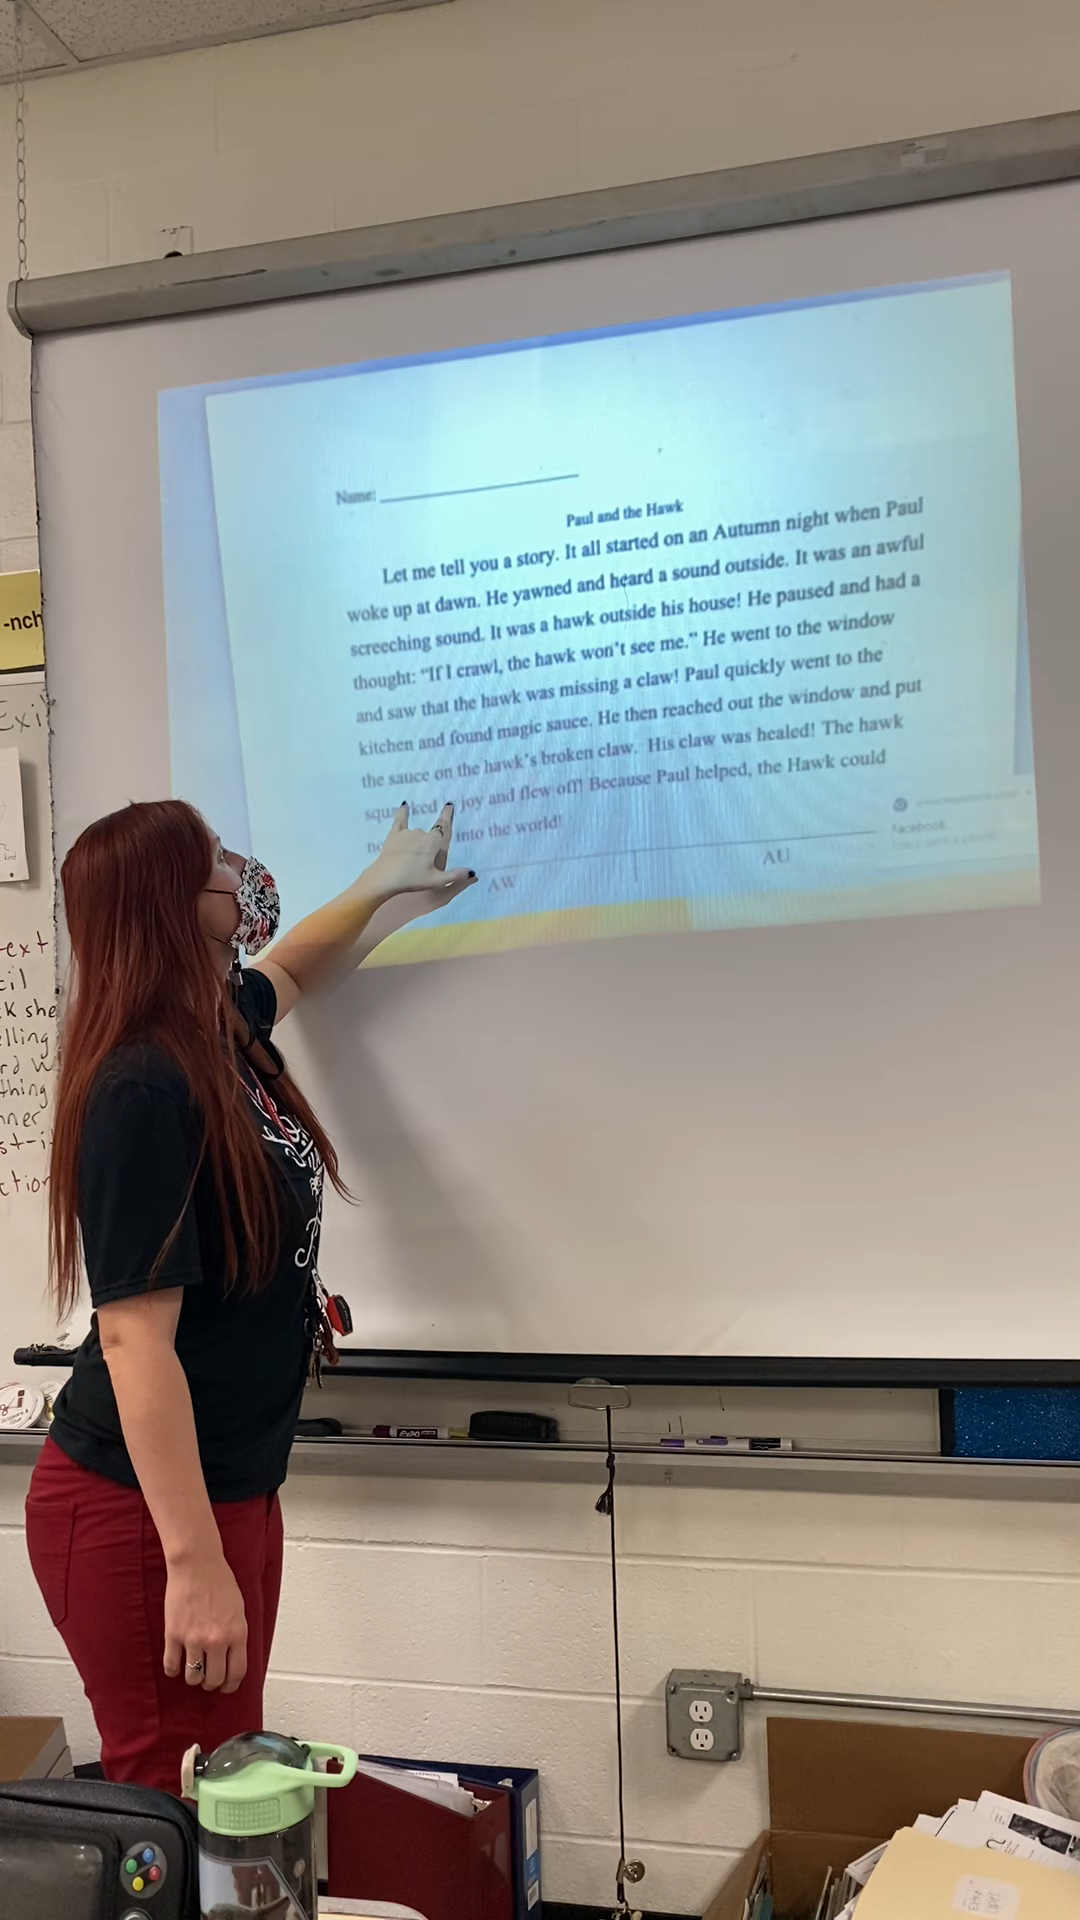 Name:
Paul and the Hawk
Let me tell you a story. It all started on an Autumn night when Paul
woke up at dawn. He yawned and heard a sound outside. It was an awful
screeching sound. It was a hawk outside his house! He paused and had a
thought: “If I crawl, the hawk won’t see me.” He went to the window
and saw that the hawk was missing a claw! Paul quickly went to the
kitchen and found magic sauce. He then reached out the window and put
the sauce on the hawk’s broken claw. His claw was healed! The hawk
joy and flew off! Because Paul helped, the Hawk could
into the world!
AW
AU
Facebook
-nch
EXPO